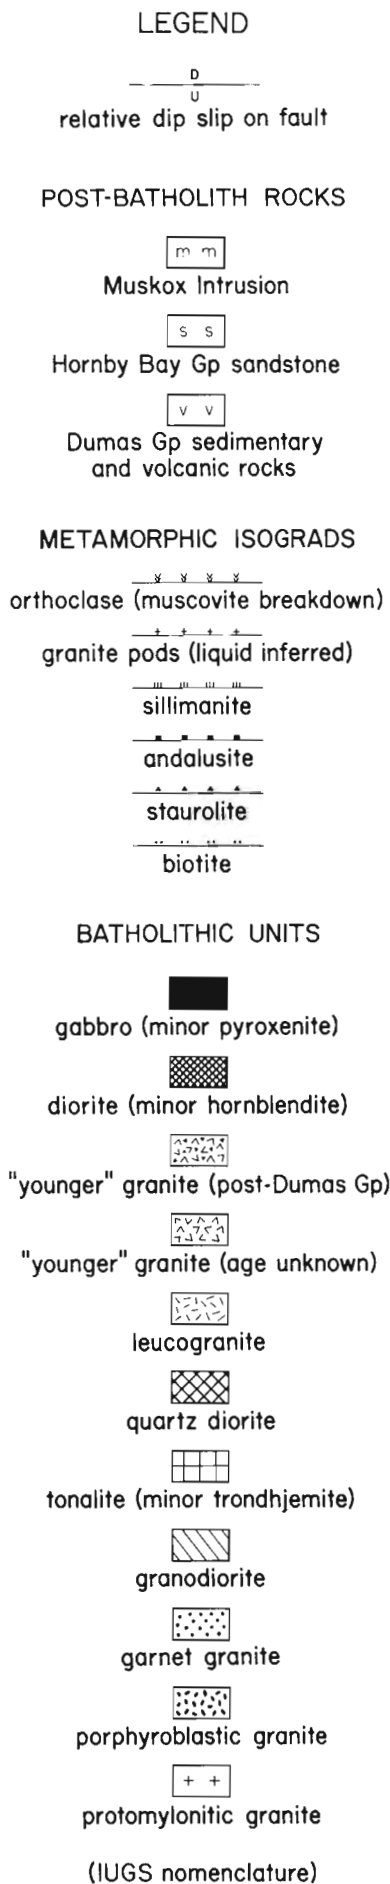 LEGEND
D
U
relative dip slip on fault
POST-BATHOLITH ROCKS
m m
Muskox Intrusion
s s
Hornby Bay Gp sandstone
v v
Dumas Gp sedimentary
and volcanic rocks
METAMORPHIC ISOGRADS
orthoclase (muscovite breakdown)
granite pods (liquid inferred)
sillimanite
andalusite
staurolite
biotite
BATHOLITHIC UNITS
gabbro (minor pyroxenite)
diorite (minor hornblendite)
"younger" granite (post-Dumas Gp)
"younger" granite (age unknown)
leucogranite
quartz diorite
tonalite (minor trondhjemite)
granodiorite
garnet granite
porphyroblastic granite
+ +
protomylonitic granite
(IUGS nomenclature)